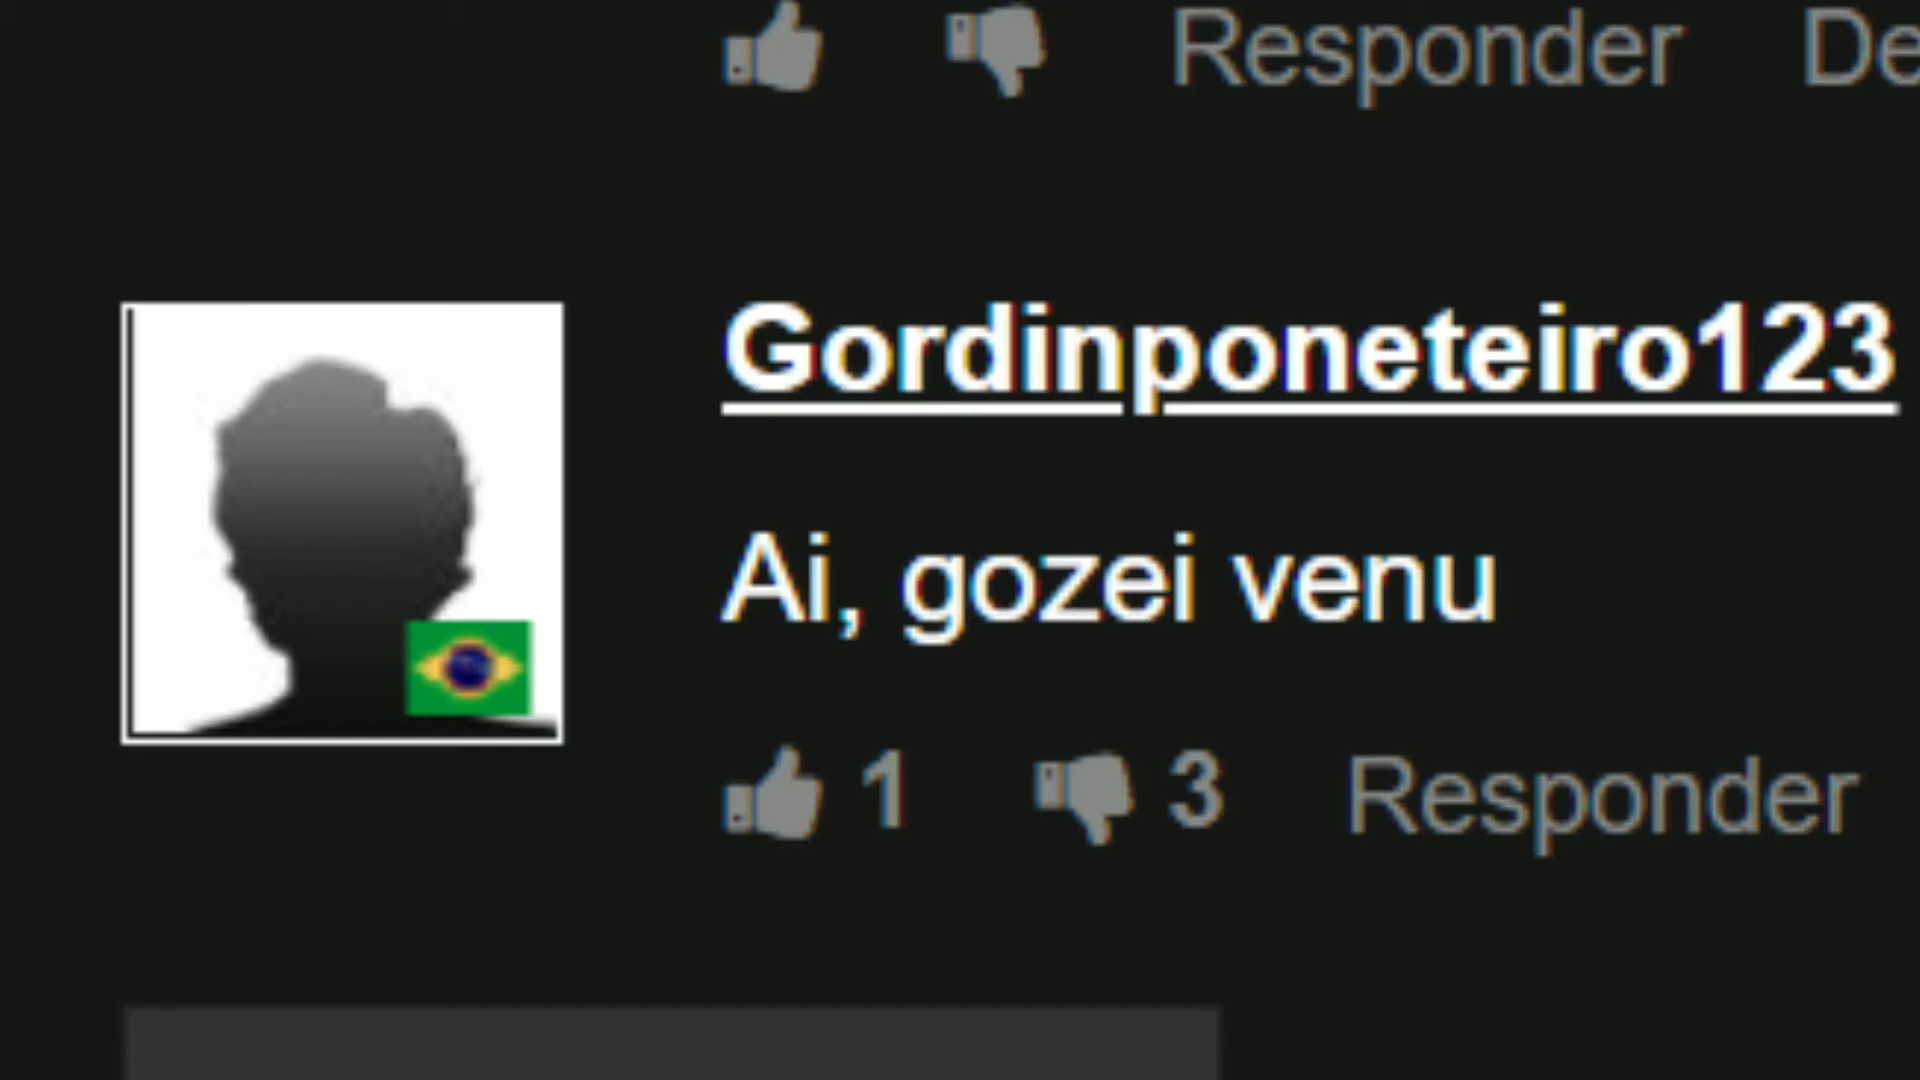 Responder De
Gordinponeteiro123
Ai, gozei venu
1 3 Responder